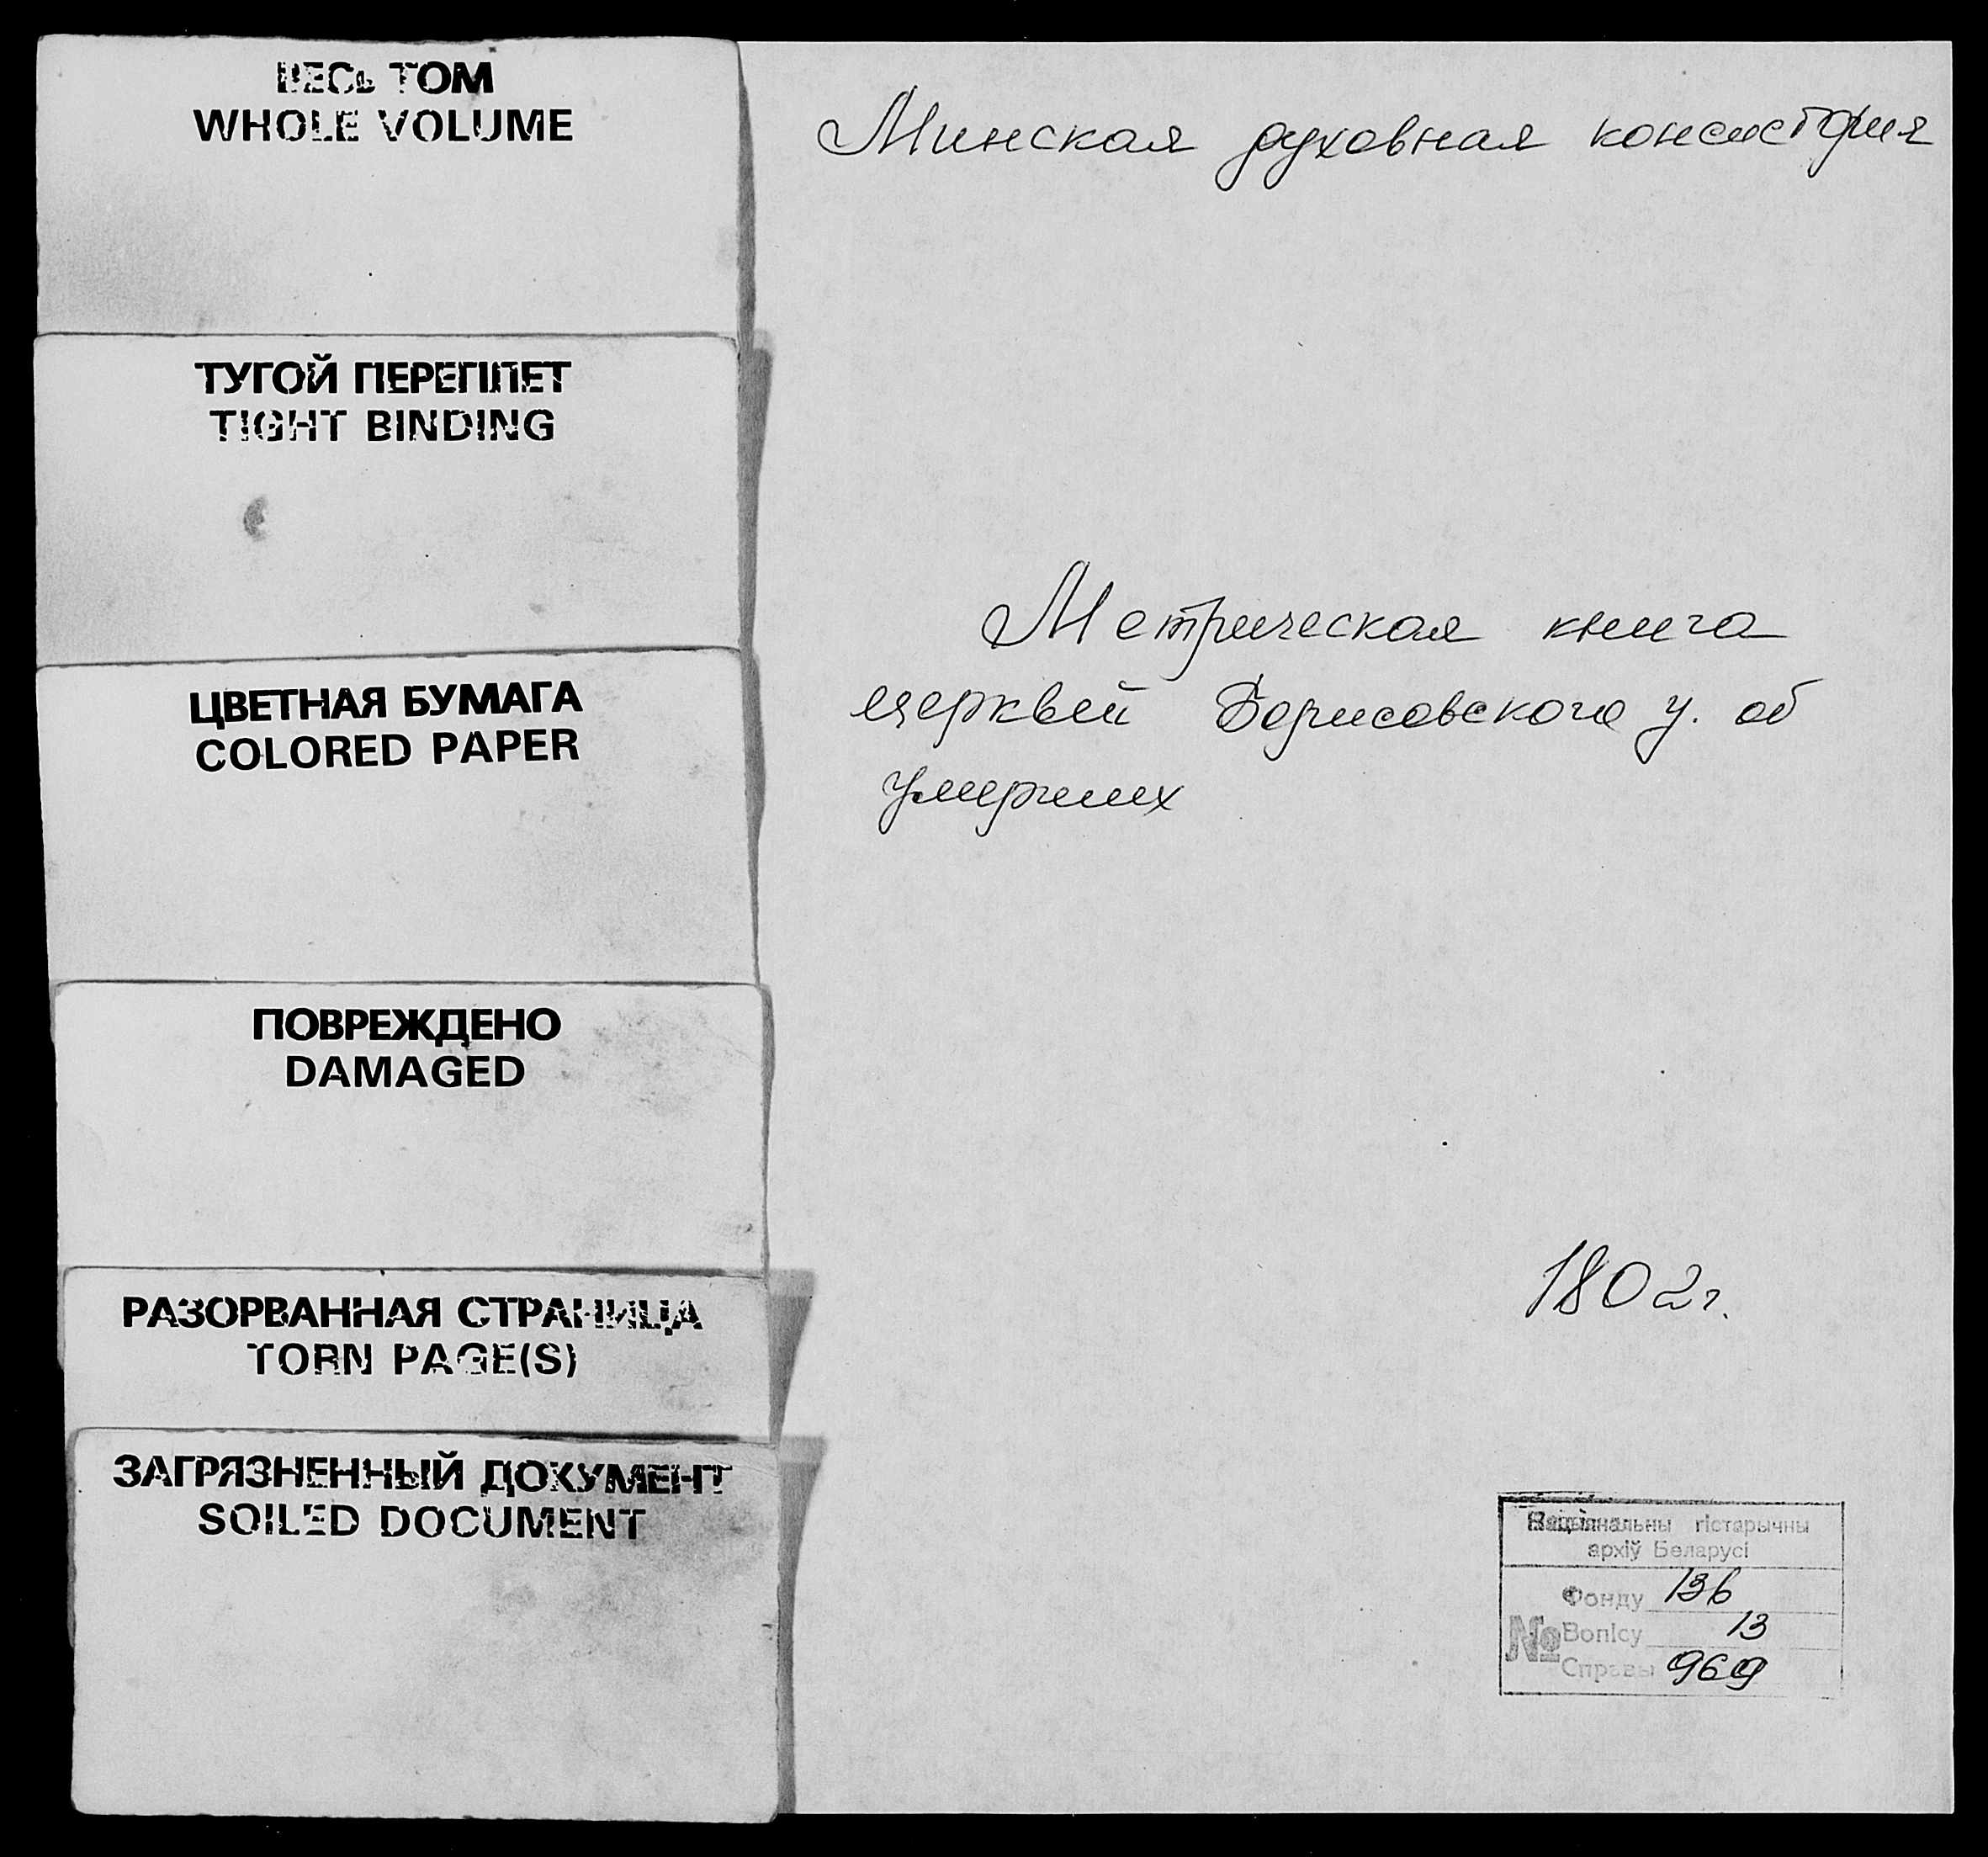 ВЕСЬ ТОМ
WHOLE VOLUME
ТУГОЙ ПЕРЕПЛЕТ
TIGHT BINDING
ЦВЕТНАЯ БУМАГА
COLORED PAPER
ПОВРЕЖДЕНО
DAMAGED
РАЗОРВАННАЯ СТРАНИЦА
TORN PAGE(S)
ЗАГРЯЗНЕННЫЙ ДОКУМЕНТ
SOILED DOCUMENT
Минская духовная консистория
Метрическая книга
церквей Борисовского у. об
умерших
1802 г.
Нацыянальны гістарычны
архіў Беларусі
Фонду 136
№ Вопісу 13
Справы 969